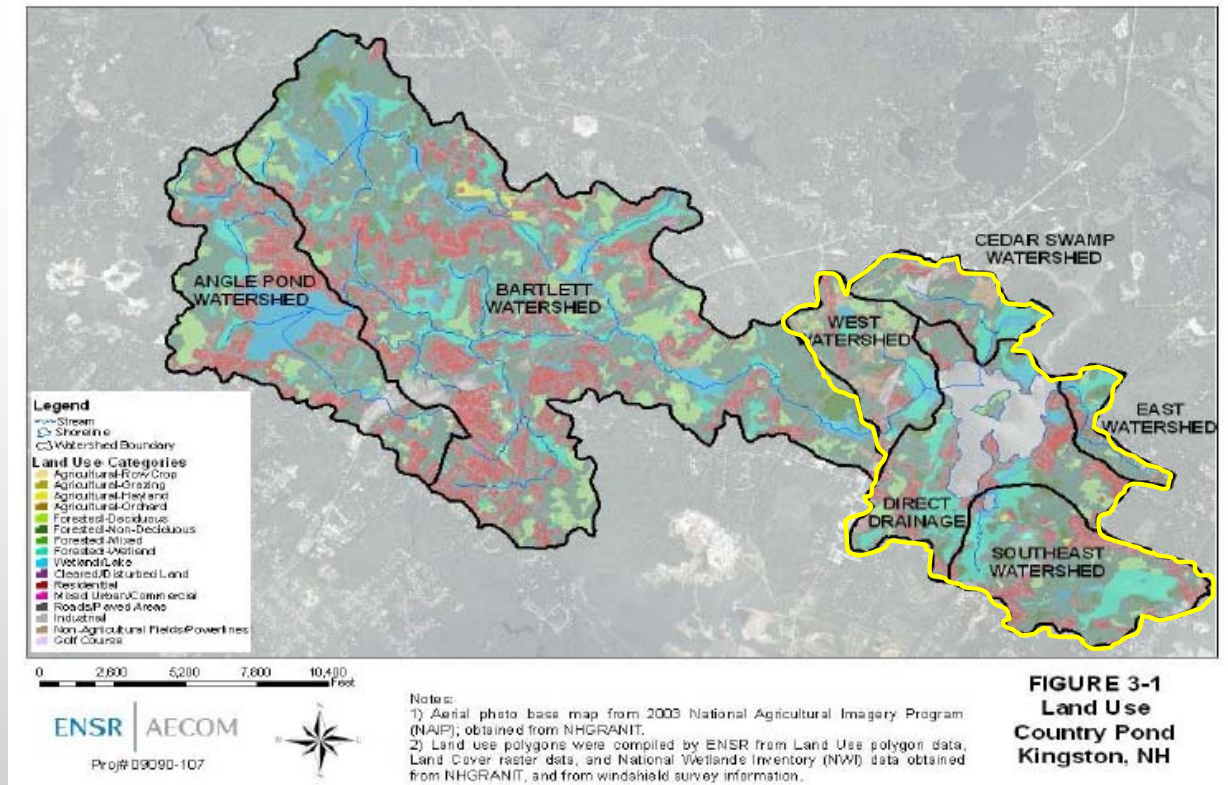 CEDAR SWAMP
WATERSHED
ANGLE POND
WATERSHED
BARTLETT
WATERSHED
WEST
WATERSHED
EAST
WATERSHED
DIRECT
DRAINAGE
SOUTHEAST
WATERSHED
Legend
Stream
Shoreline
Watershed Boundary
Land Use Categories
Agricultural-Row Crop
Agricultural-Grazing
Agricultural-Hayland
Agricultural-Orchard
Forested-Deciduous
Forested-Non-Deciduous
Forested-Mixed
Forested-Wetland
Wetland/Lake
Cleared/Disturbed Land
Residential
Mixed Urban/Commercial
Roads/Paved Areas
Industrial
Non-Agricultural Fields/Powerlines
Golf Course
0 2,600 5,200 7,800 10,400
Feet
ENSR | AECOM
Proj# 09090-107
N
W E
S
Notes:
1) Aerial photo base map from 2003 National Agricultural Imagery Program
(NAIP); obtained from NHGRANIT.
2) Land use polygons were compiled by ENSR from Land Use polygon data,
Land Cover raster data, and National Wetlands Inventory (NWI) data obtained
from NHGRANIT, and from windshield survey information.
FIGURE 3-1
Land Use
Country Pond
Kingston, NH